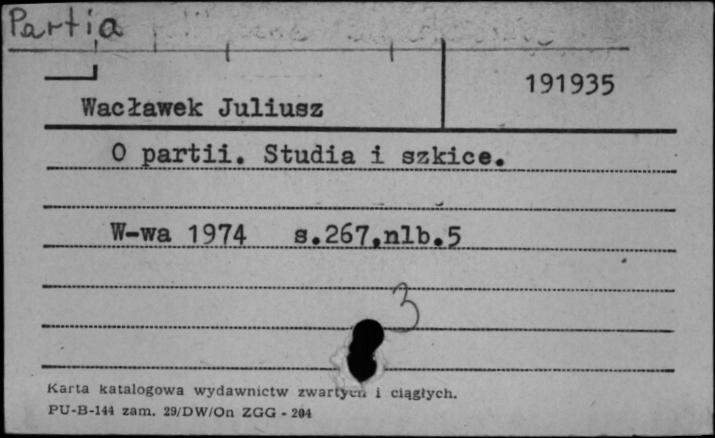 Partia
191935
Wacławek Juliusz
O partii. Studia i szkice.
W-wa 1974 s.267,nlb.5
3
Karta katalogowa wydawnictw zwartych i ciągłych.
PU-B-144 zam. 29/DW/On ZGG - 204